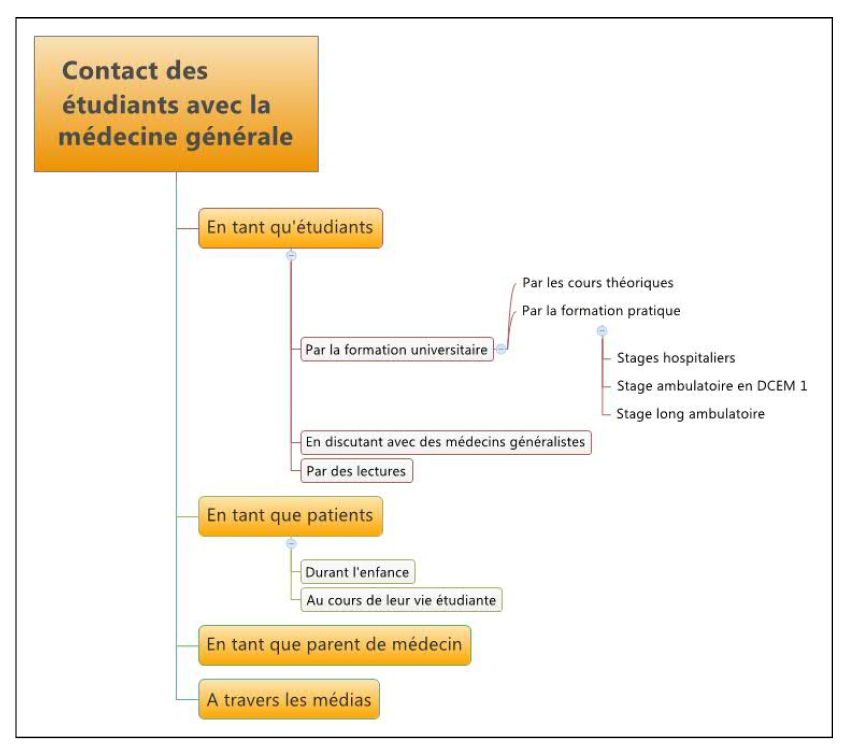 Contact des
étudiants avec la
médecine générale
En tant qu'étudiants
Par la formation universitaire
Par les cours théoriques
Par la formation pratique
Stages hospitaliers
Stage ambulatoire en DCEM 1
Stage long ambulatoire
En discutant avec des médecins généralistes
Par des lectures
En tant que patients
Durant l'enfance
Au cours de leur vie étudiante
En tant que parent de médecin
A travers les médias